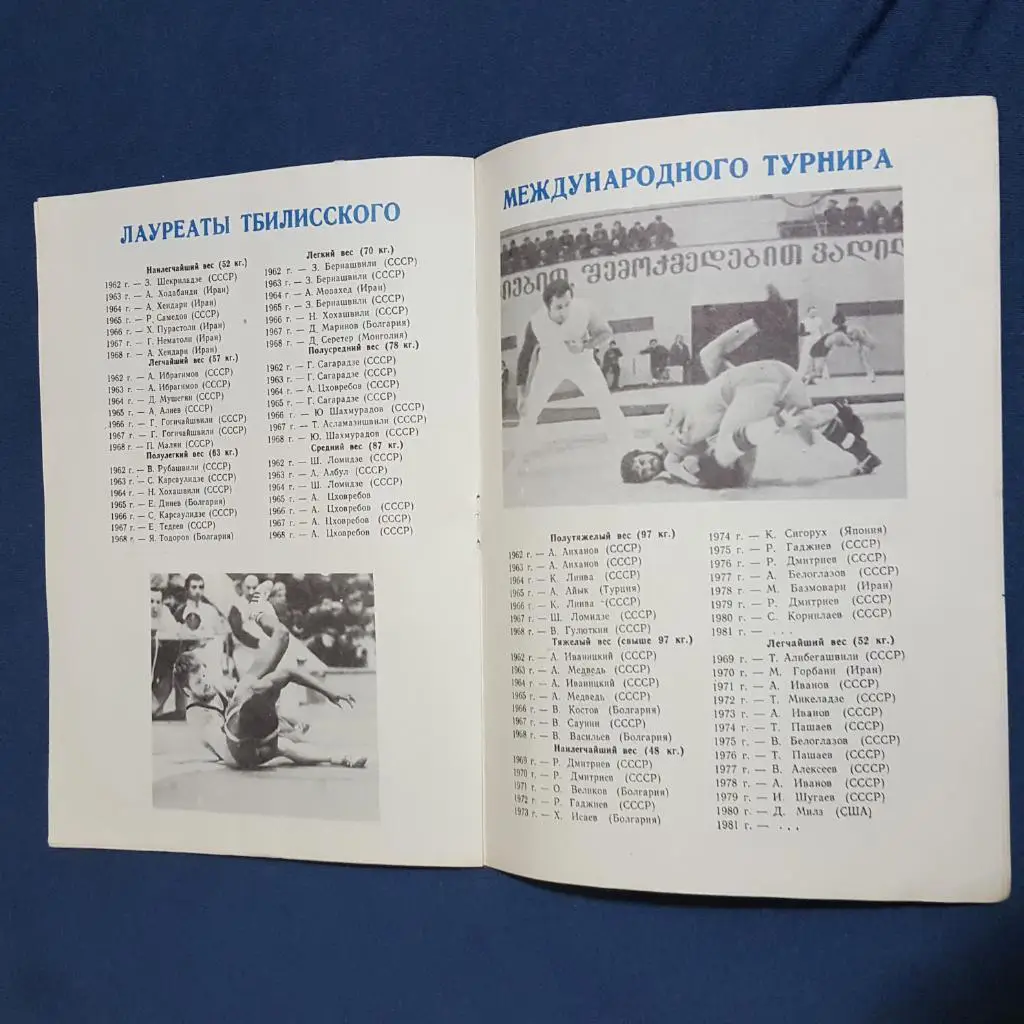 ЛАУРЕАТЫ ТБИЛИССКОГО
Наилегчайший вес (52 кг.)
1962 г. — З. Шекриладзе (СССР)
1963 г. — А. Ходабанди (Иран)
1964 г. — А. Хейдари (Иран)
1965 г. — Р. Самедов (СССР)
1966 г. — Х. Пурастоли (Иран)
1967 г. — Г. Нематоли (Иран)
1968 г. — А. Хейдари (Иран)
Легчайший вес (57 кг.)
1962 г. — А. Ибрагимов (СССР)
1963 г. — А. Ибрагимов (СССР)
1964 г. — Д. Мушегян (СССР)
1965 г. — А. Алиев (СССР)
1966 г. — Г. Гогичайшвили (СССР)
1967 г. — Г. Гогичайшвили (СССР)
1968 г. — П. Малян (СССР)
Полулегкий вес (63 кг.)
1962 г. — В. Рубашвили (СССР)
1963 г. — С. Карсаулидзе (СССР)
1964 г. — Н. Хохашвили (СССР)
1965 г. — Е. Динев (Болгария)
1966 г. — С. Карсаулидзе (СССР)
1967 г. — Е. Тедеев (СССР)
1968 г. — Я. Тодоров (Болгария)
Легкий вес (70 кг.)
1962 г. — З. Бернашвили (СССР)
1963 г. — З. Бернашвили (СССР)
1964 г. — А. Мовахед (Иран)
1965 г. — З. Бернашвили (СССР)
1966 г. — Н. Хохашвили (СССР)
1967 г. — Д. Маринов (Болгария)
1968 г. — Д. Серетер (Монголия)
Полусредний вес (78 кг.)
1962 г. — Г. Сагарадзе (СССР)
1963 г. — Г. Сагарадзе (СССР)
1964 г. — А. Цховребов (СССР)
1965 г. — Г. Сагарадзе (СССР)
1966 г. — Ю Шахмурадов (СССР)
1967 г. — Т. Асламазишвили (СССР)
1968 г. — Ю. Шахмурадов (СССР)
Средний вес (87 кг.)
1962 г. — Ш. Ломидзе (СССР)
1963 г. — А. Албул (СССР)
1964 г. — Ш. Ломидзе (СССР)
1965 г. — А. Цховребов
1966 г. — А. Цховребов (СССР)
1967 г. — А. Цховребов (СССР)
1968 г. — А. Цховребов (СССР)
МЕЖДУНАРОДНОГО ТУРНИРА
ᲘᲔᲑᲘᲗ ᲨᲔᲛᲝᲥᲛᲔᲓᲔᲑᲘᲗ ᲕᲐᲓᲘᲓ
Полутяжелый вес (97 кг.)
1962 г. — А. Анханов (СССР)
1963 г. — А. Анханов (СССР)
1964 г. — К. Линва (СССР)
1965 г. — А. Айык (Турция)
1966 г. — К. Линва (СССР)
1967 г. — Ш. Ломидзе (СССР)
1968 г. — В. Гулюткин (СССР)
Тяжелый вес (свыше 97 кг.)
1962 г. — А. Иваницкий (СССР)
1963 г. — А. Медведь (СССР)
1964 г. — А. Иваницкий (СССР)
1965 г. — А. Медведь (СССР)
1966 г. — В. Костов (Болгария)
1967 г. — В. Саунин (СССР)
1968 г. — В. Васильев (Болгария)
Наилегчайший вес (48 кг.)
1969 г. — Р. Дмитриев (СССР)
1970 г. — Р. Дмитриев (СССР)
1971 г. — О. Великов (Болгария)
1972 г. — Р. Гаджиев (СССР)
1973 г. — Х. Исаев (Болгария)
1974 г. — К. Сигорух (Япония)
1975 г. — Р. Гаджиев (СССР)
1976 г. — Р. Дмитриев (СССР)
1977 г. — А. Белоглазов (СССР)
1978 г. — М. Базмовари (Иран)
1979 г. — Р. Дмитриев (СССР)
1980 г. — С. Корнилаев (СССР)
1981 г. — ...
Легчайший вес (52 кг.)
1969 г. — Т. Алибегашвили (СССР)
1970 г. — М. Горбани (Иран)
1971 г. — А. Иванов (СССР)
1972 г. — Т. Микеладзе (СССР)
1973 г. — А. Иванов (СССР)
1974 г. — Т. Пашаев (СССР)
1975 г. — В. Белоглазов (СССР)
1976 г. — Т. Пашаев (СССР)
1977 г. — В. Алексеев (СССР)
1978 г. — А. Иванов (СССР)
1979 г. — И. Шугаев (СССР)
1980 г. — Д. Милз (США)
1981 г. — ...